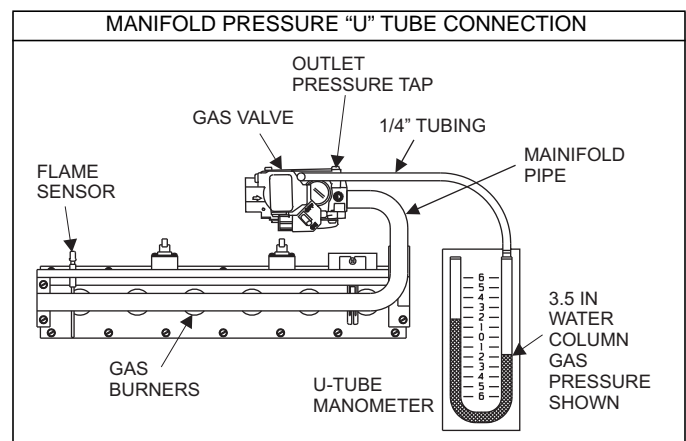 MANIFOLD PRESSURE “U” TUBE CONNECTION
OUTLET
PRESSURE TAP
GAS VALVE
1/4” TUBING
FLAME
SENSOR
MAINIFOLD
PIPE
6
5
4
3
2
1
0
1
2
3
4
5
6
3.5 IN
WATER
COLUMN
GAS
PRESSURE
SHOWN
GAS
BURNERS
U-TUBE
MANOMETER